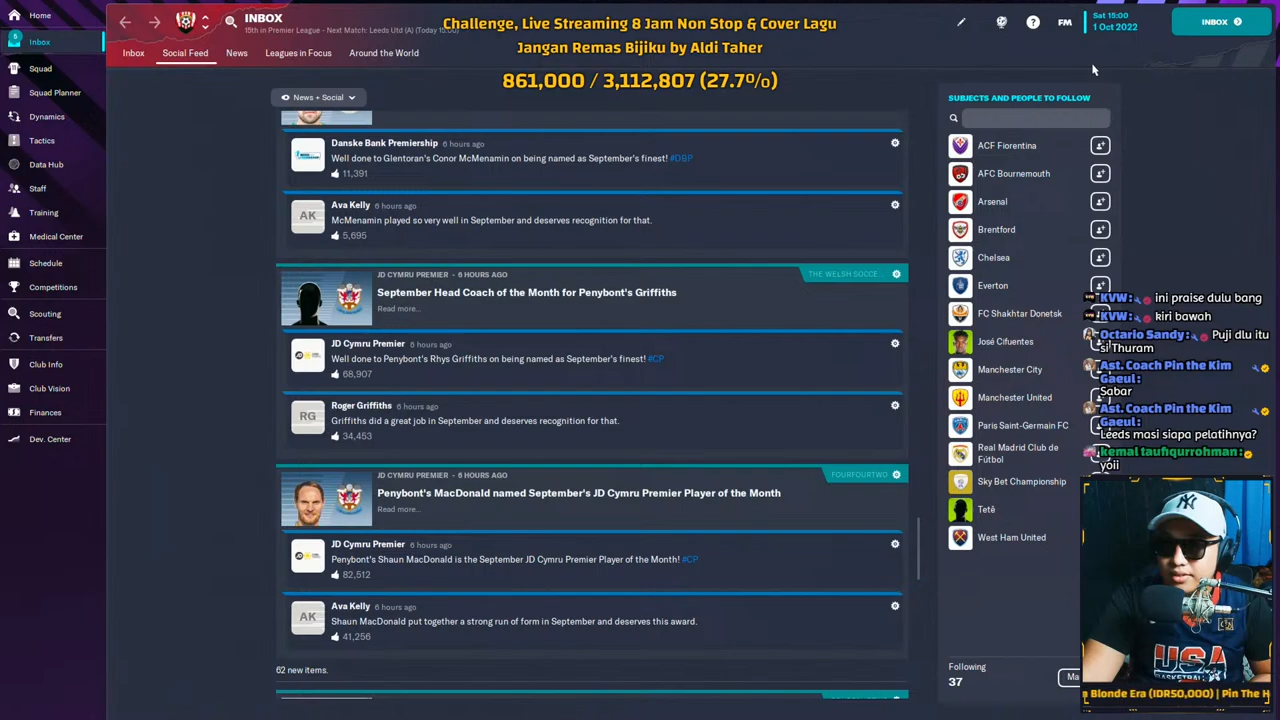 Home
5
Inbox
Squad
Squad Planner
Dynamics
Tactics
Data Hub
Staff
Training
Medical Center
Schedule
Competitions
Scouting
Transfers
Club Info
Club Vision
Finances
Dev. Center
INBOX
15th in Premier League - Next Match: Leeds Utd (A) (Today 15:00)
Challenge, Live Streaming 8 Jam Non Stop & Cover Lagu
Jangan Remas Bijiku by Aldi Taher
861,000 / 3,112,807 (27.7%)
FM
Sat 15:00
1 Oct 2022
INBOX
Inbox
Social Feed
News
Leagues in Focus
Around the World
News + Social
Danske Bank Premiership 6 hours ago
Well done to Glentoran's Conor McMenamin on being named as September's finest! #DBP
11,391
AK
Ava Kelly 6 hours ago
McMenamin played so very well in September and deserves recognition for that.
5,695
JD CYMRU PREMIER - 6 HOURS AGO
THE WELSH SOCCE...
September Head Coach of the Month for Penybont's Griffiths
Read more...
JD Cymru Premier 6 hours ago
Well done to Penybont's Rhys Griffiths on being named as September's finest! #CP
68,907
RG
Roger Griffiths 6 hours ago
Griffiths did a great job in September and deserves recognition for that.
34,453
JD CYMRU PREMIER - 6 HOURS AGO
FOURFOURTWO
Penybont's MacDonald named September's JD Cymru Premier Player of the Month
Read more...
JD Cymru Premier 6 hours ago
Penybont's Shaun MacDonald is the September JD Cymru Premier Player of the Month! #CP
82,512
AK
Ava Kelly 6 hours ago
Shaun MacDonald put together a strong run of form in September and deserves this award.
41,256
62 new items.
SUBJECTS AND PEOPLE TO FOLLOW
ACF Fiorentina
AFC Bournemouth
Arsenal
Brentford
Chelsea
Everton
FC Shakhtar Donetsk
José Cifuentes
Manchester City
Manchester United
Paris Saint-Germain FC
Real Madrid Club de
Fútbol
Sky Bet Championship
Tetê
West Ham United
Following
37
Ma
KVW : ini praise dulu bang
KVW : kiri bawah
Octario Sandy : Puji dlu itu
si Thuram
Ast. Coach Pin the Kim
Gaeul :
Sabar
Ast. Coach Pin the Kim
Gaeul :
Leeds masi siapa pelatihnya?
kemal taufiqurrohman :
yoii
NY
USA
BASKETBALL
Blonde Era (IDR50,000) | Pin The H